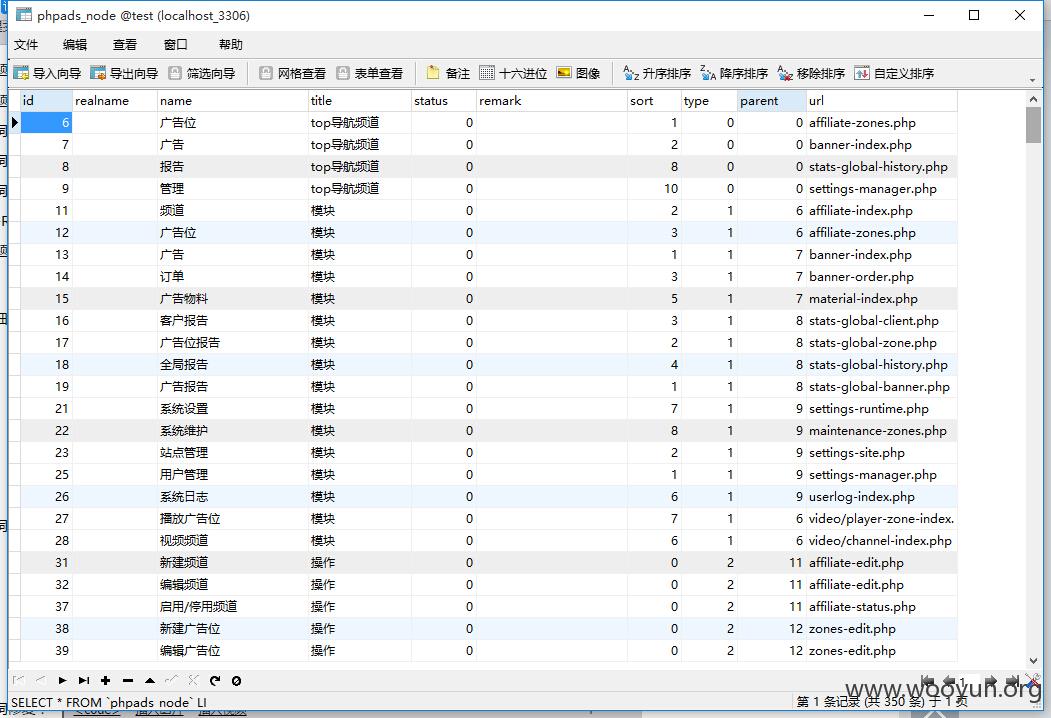 phpads_node @test (localhost_3306)
文件 编辑 查看 窗口 帮助
导入向导 导出向导 筛选向导 网格查看 表单查看 备注 十六进位 图像 升序排序 降序排序 移除排序 自定义排序
id realname name title status remark sort type parent url
6 广告位 top导航频道 0 1 0 0 affiliate-zones.php
7 广告 top导航频道 0 2 0 0 banner-index.php
8 报告 top导航频道 0 8 0 0 stats-global-history.php
9 管理 top导航频道 0 10 0 0 settings-manager.php
11 频道 模块 0 2 1 6 affiliate-index.php
12 广告位 模块 0 3 1 6 affiliate-zones.php
13 广告 模块 0 1 1 7 banner-index.php
14 订单 模块 0 3 1 7 banner-order.php
15 广告物料 模块 0 5 1 7 material-index.php
16 客户报告 模块 0 3 1 8 stats-global-client.php
17 广告位报告 模块 0 2 1 8 stats-global-zone.php
18 全局报告 模块 0 4 1 8 stats-global-history.php
19 广告报告 模块 0 1 1 8 stats-global-banner.php
21 系统设置 模块 0 7 1 9 settings-runtime.php
22 系统维护 模块 0 8 1 9 maintenance-zones.php
23 站点管理 模块 0 2 1 9 settings-site.php
25 用户管理 模块 0 1 1 9 settings-manager.php
26 系统日志 模块 0 6 1 9 userlog-index.php
27 播放广告位 模块 0 7 1 6 video/player-zone-index.
28 视频频道 模块 0 6 1 6 video/channel-index.php
31 新建频道 操作 0 0 2 11 affiliate-edit.php
32 编辑频道 操作 0 0 2 11 affiliate-edit.php
37 启用/停用频道 操作 0 0 2 11 affiliate-status.php
38 新建广告位 操作 0 0 2 12 zones-edit.php
39 编辑广告位 操作 0 0 2 12 zones-edit.php
1
SELECT * FROM `phpads_node` LI
第 1 条记录 (共 350 条) 于 1 页
www.wooyun.org